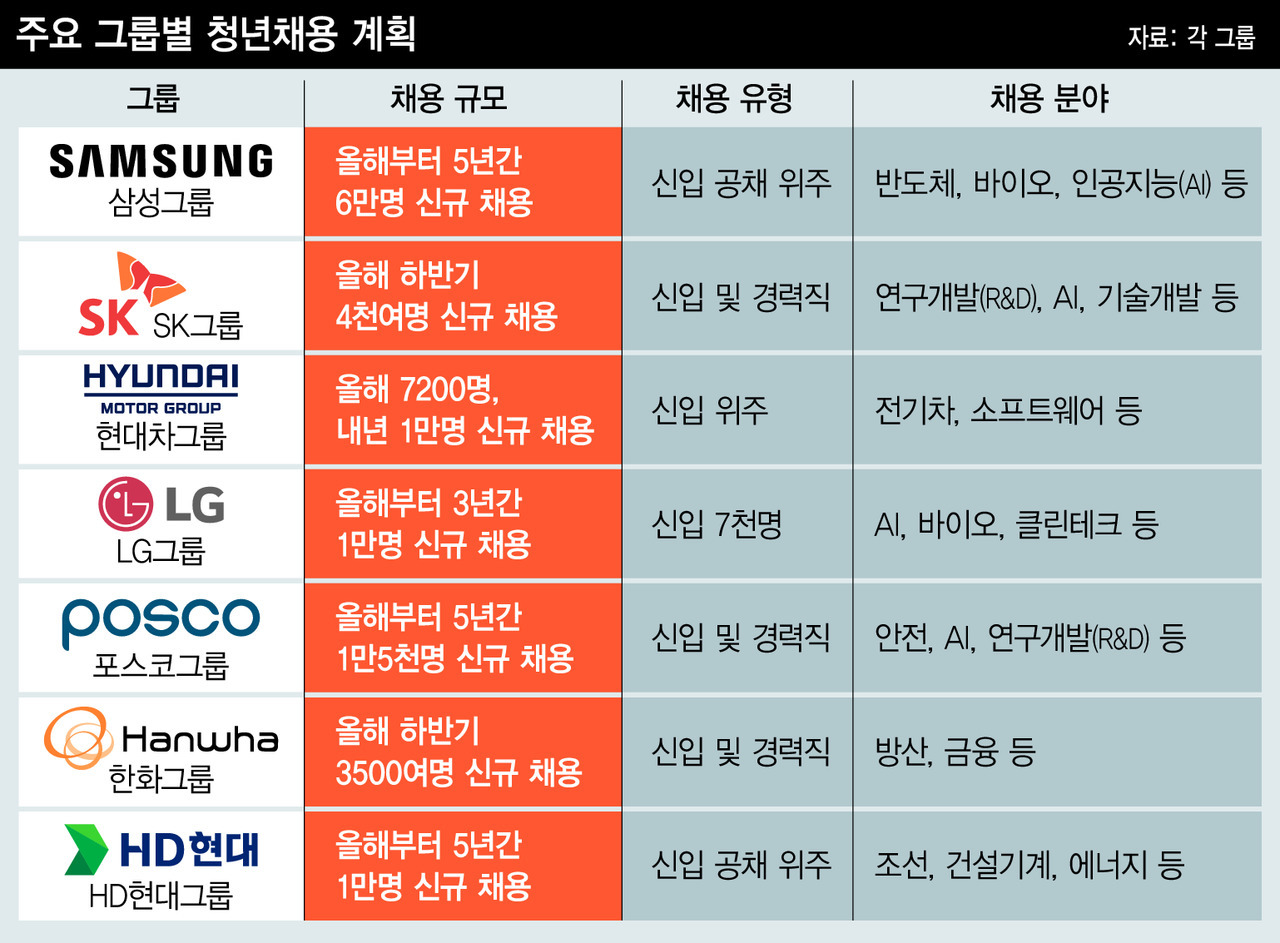 주요 그룹별 청년채용 계획
자료: 각 그룹
그룹
채용 규모
채용 유형
채용 분야
SAMSUNG
삼성그룹
올해부터 5년간
6만명 신규 채용
신입 공채 위주
반도체, 바이오, 인공지능(AI) 등
SK
SK그룹
올해 하반기
4천여명 신규 채용
신입 및 경력직
연구개발(R&D), AI, 기술개발 등
HYUNDAI
MOTOR GROUP
현대차그룹
올해 7200명,
내년 1만명 신규 채용
신입 위주
전기차, 소프트웨어 등
LG
LG
LG그룹
올해부터 3년간
1만명 신규 채용
신입 7천명
AI, 바이오, 클린테크 등
posco
포스코그룹
올해부터 5년간
1만5천명 신규 채용
신입 및 경력직
안전, AI, 연구개발(R&D) 등
Hanwha
한화그룹
올해 하반기
3500여명 신규 채용
신입 및 경력직
방산, 금융 등
HD현대
HD현대그룹
올해부터 5년간
1만명 신규 채용
신입 공채 위주
조선, 건설기계, 에너지 등